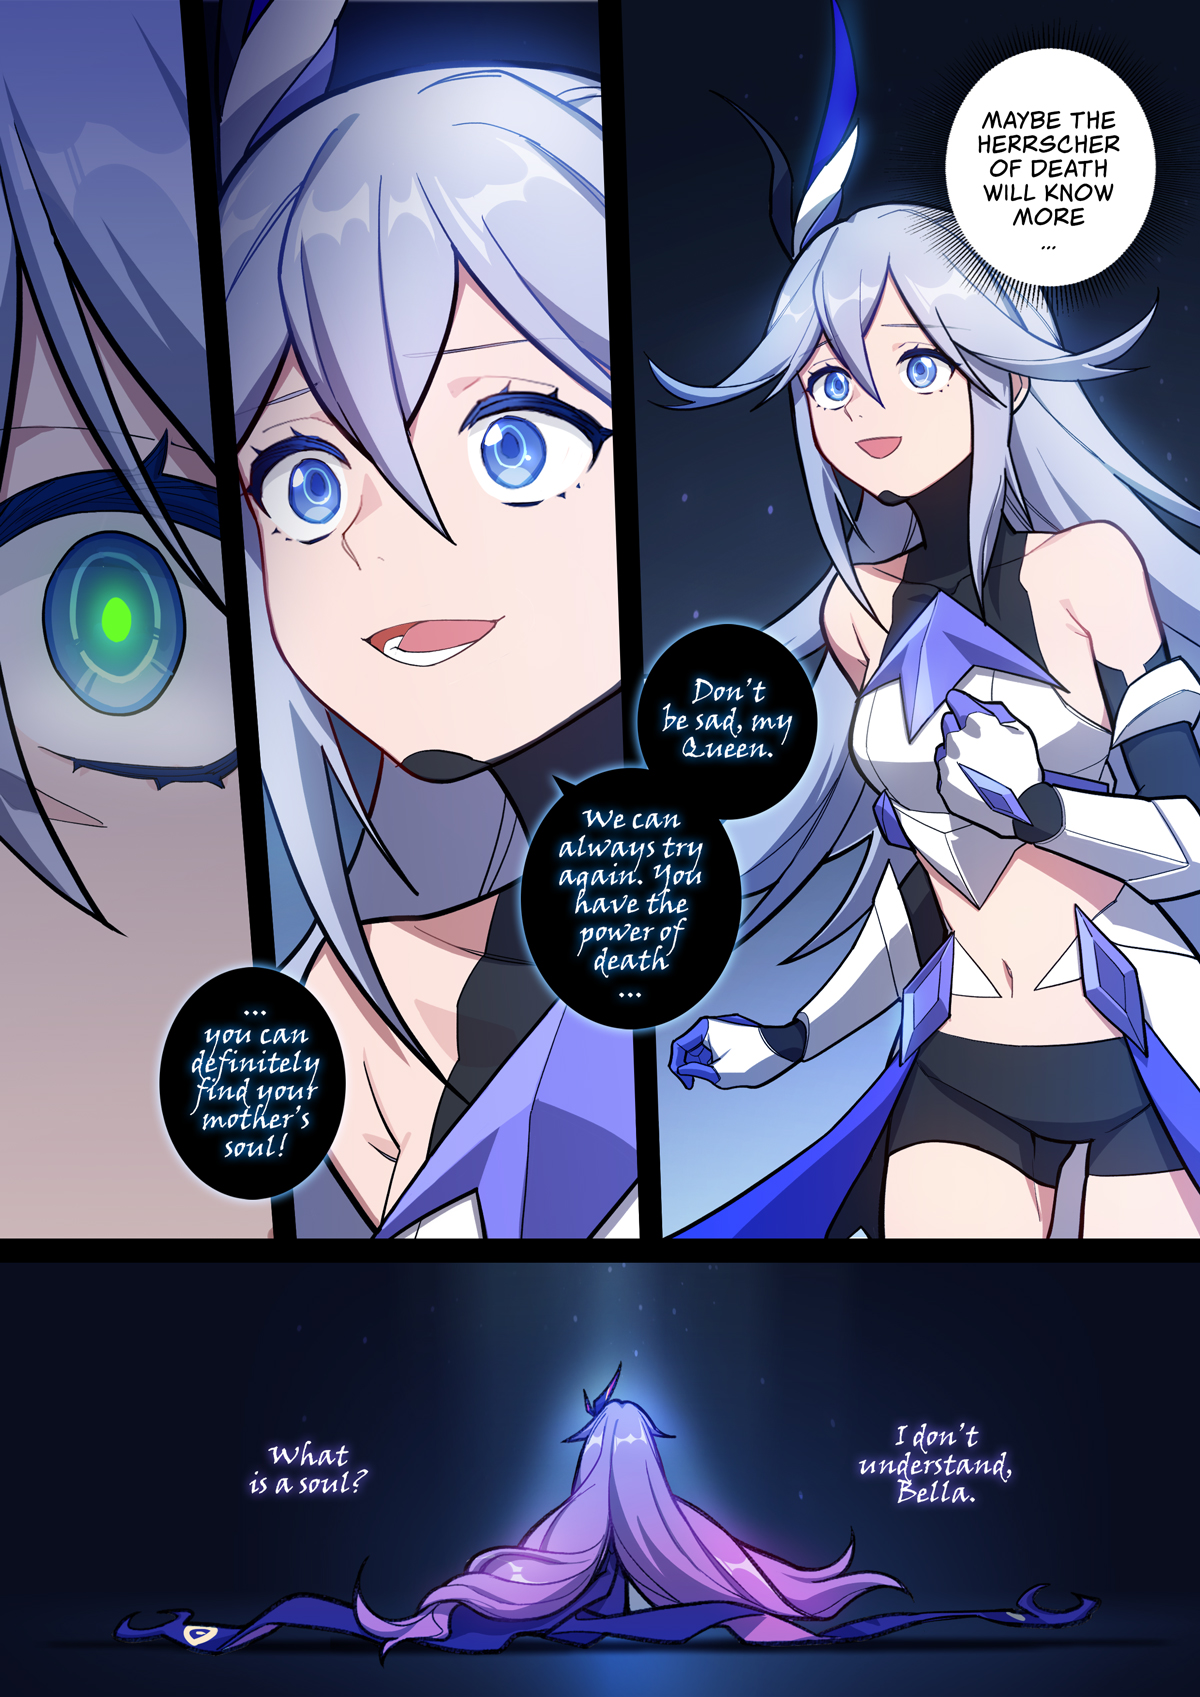 MAYBE THE
HERRSCHER
OF DEATH
WILL KNOW
MORE
...
Don't
be sad, my
Queen.
We can
always try
again. You
have the
power of
death
...
...
you can
definitely
find your
mother's
soul!
I don't
understand,
Bella.
What
is a soul?